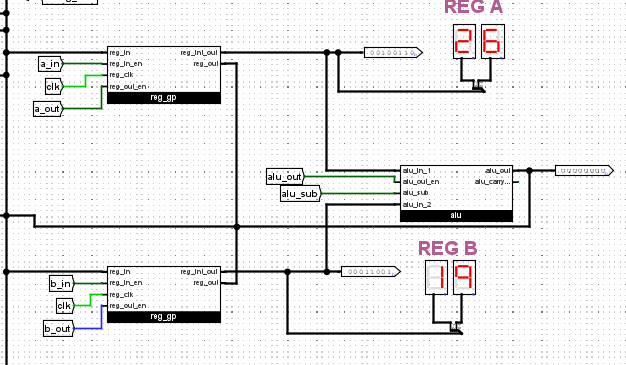 REG A
26
reg_in
reg_int_out
00100110
a_in
reg_in_en
reg_out
clk
reg_clk
a_out
reg_out_en
reg_gp
alu_in_1
alu_out
alu_out
alu_out_en
alu_carry...
alu_sub
alu_sub
alu_in_2
alu
REG B
19
reg_in
reg_int_out
00011001
b_in
reg_in_en
reg_out
clk
reg_clk
b_out
reg_out_en
reg_gp